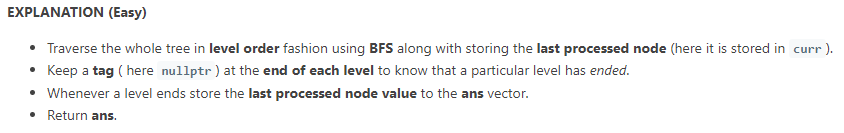 EXPLANATION (Easy)
• Traverse the whole tree in level order fashion using BFS along with storing the last processed node (here it is stored in curr ).
• Keep a tag ( here nullptr ) at the end of each level to know that a particular level has ended.
• Whenever a level ends store the last processed node value to the ans vector.
• Return ans.